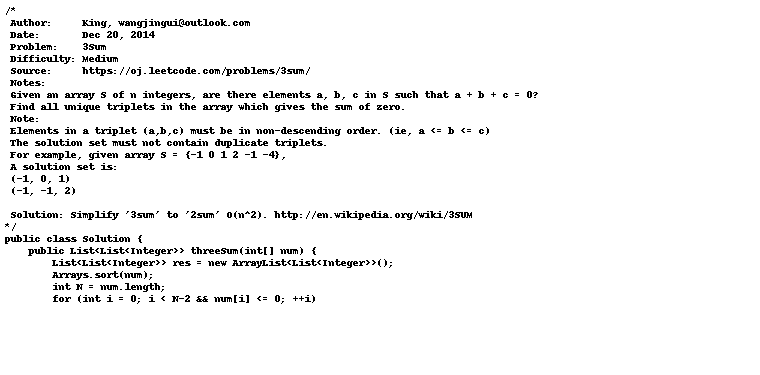 /*
 Author:     King, wangjingui@outlook.com
 Date:       Dec 20, 2014
 Problem:    3Sum
 Difficulty: Medium
 Source:     https://oj.leetcode.com/problems/3sum/
 Notes:
 Given an array S of n integers, are there elements a, b, c in S such that a + b + c = 0?
 Find all unique triplets in the array which gives the sum of zero.
 Note:
 Elements in a triplet (a,b,c) must be in non-descending order. (ie, a <= b <= c)
 The solution set must not contain duplicate triplets.
 For example, given array S = {-1 0 1 2 -1 -4},
 A solution set is:
 (-1, 0, 1)
 (-1, -1, 2)

 Solution: Simplify '3sum' to '2sum' O(n^2). http://en.wikipedia.org/wiki/3SUM
*/
public class Solution {
    public List<List<Integer>> threeSum(int[] num) {
        List<List<Integer>> res = new ArrayList<List<Integer>>();
        Arrays.sort(num);
        int N = num.length;
        for (int i = 0; i < N-2 && num[i] <= 0; ++i)